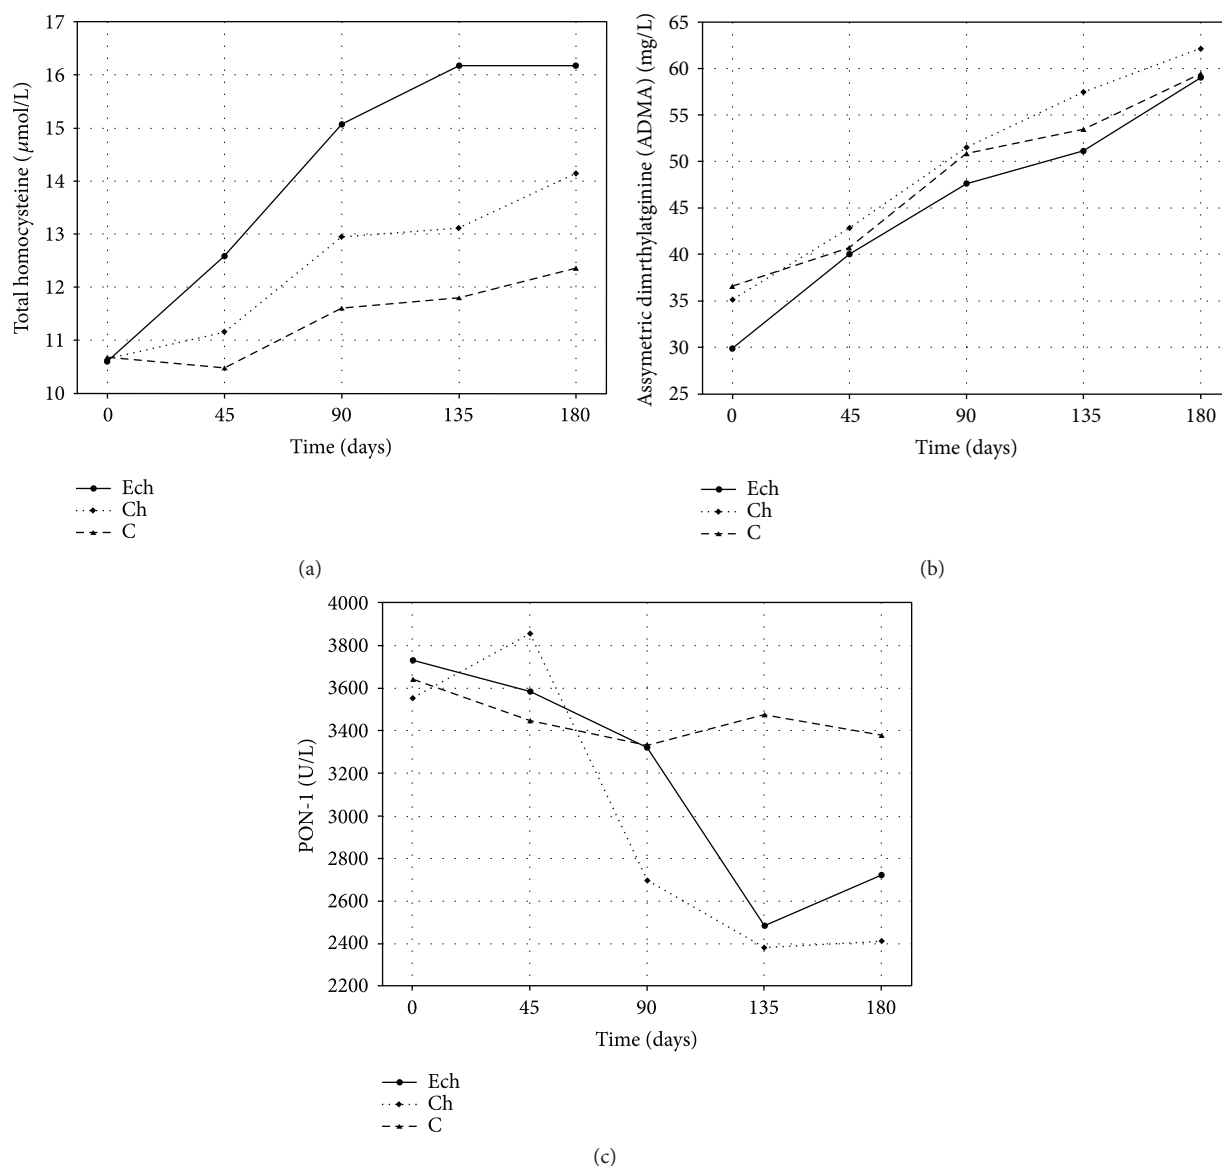 17
16
15
14
13
12
11
10
Total homocysteine (μmol/L)
0 45 90 135 180
Time (days)
Ech
Ch
C
(a)
65
60
55
50
45
40
35
30
25
Assymetric dimrthylatginine (ADMA) (mg/L)
0 45 90 135 180
Time (days)
Ech
Ch
C
(b)
4000
3800
3600
3400
3200
3000
2800
2600
2400
2200
PON-1 (U/L)
0 45 90 135 180
Time (days)
Ech
Ch
C
(c)